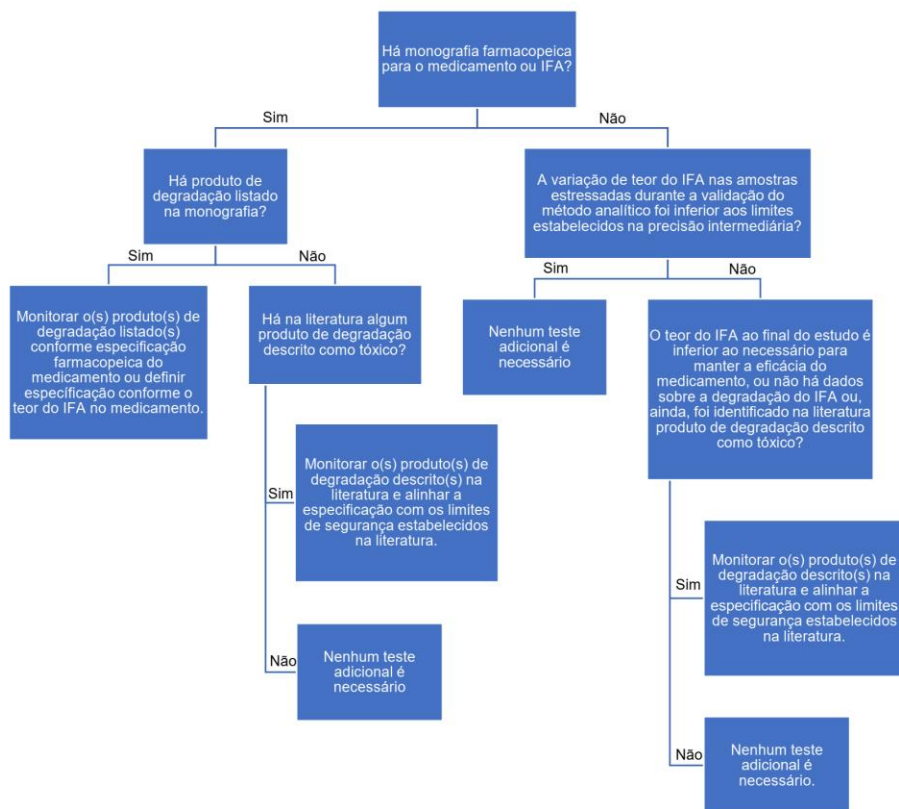 Há monografia farmacopeica
para o medicamento ou IFA?
Sim
Não
Há produto de
degradação listado
na monografia?
A variação de teor do IFA nas amostras
estressadas durante a validação do
método analítico foi inferior aos limites
estabelecidos na precisão intermediária?
Sim
Não
Sim
Não
Monitorar o(s) produto(s) de
degradação listado(s)
conforme especificação
farmacopeica do
medicamento ou definir
específicação conforme o
teor do IFA no medicamento.
Há na literatura algum
produto de degradação
descrito como tóxico?
Nenhum teste
adicional é
necessário
O teor do IFA ao final do estudo é
inferior ao necessário para
manter a eficácia do
medicamento, ou não há dados
sobre a degradação do IFA ou,
ainda, foi identificado na literatura
produto de degradação descrito
como tóxico?
Sim
Monitorar o(s) produto(s) de
degradação descrito(s) na
literatura e alinhar a
especificação com os limites
de segurança estabelecidos
na literatura.
Sim
Monitorar o(s) produto(s) de
degradação descrito(s) na
literatura e alinhar a
especificação com os limites
de segurança estabelecidos
na literatura.
Não
Nenhum teste
adicional é
necessário
Não
Nenhum teste
adicional é
necessário.